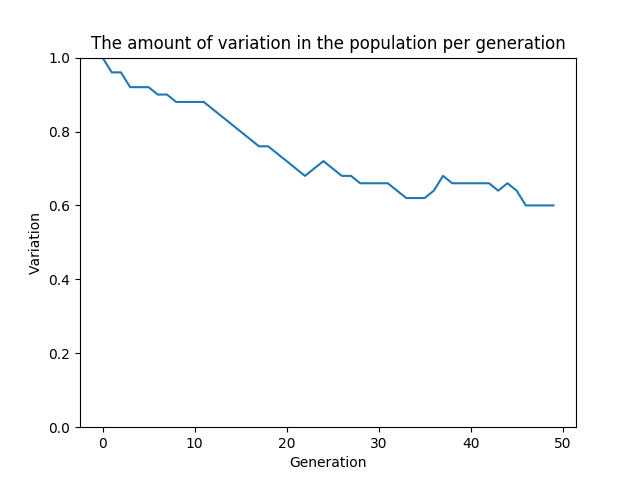 The amount of variation in the population per generation
1.0
0.8
0.6
0.4
0.2
0.0
Variation
0 10 20 30 40 50
Generation